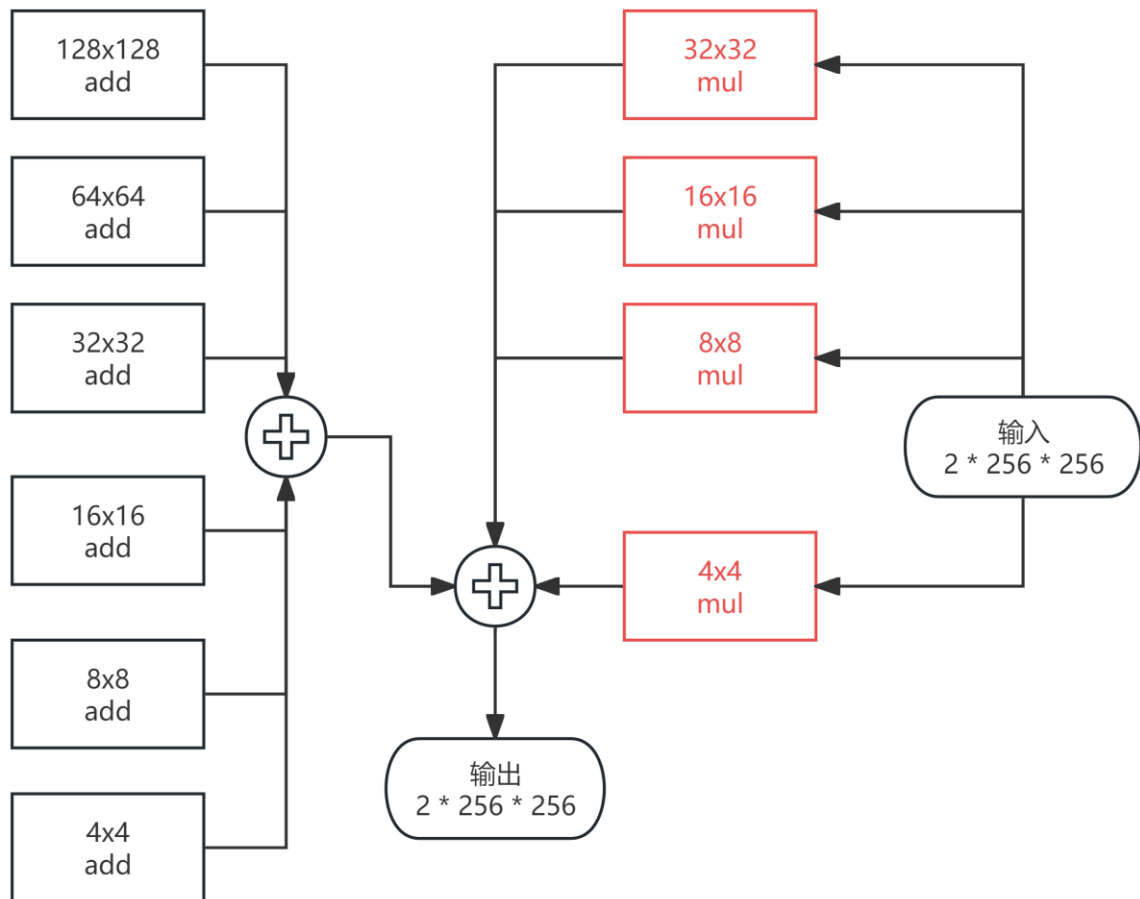 128x128
add
64x64
add
32x32
add
16x16
add
8x8
add
4x4
add
32x32
mul
16x16
mul
8x8
mul
4x4
mul
输入
2 * 256 * 256
输出
2 * 256 * 256